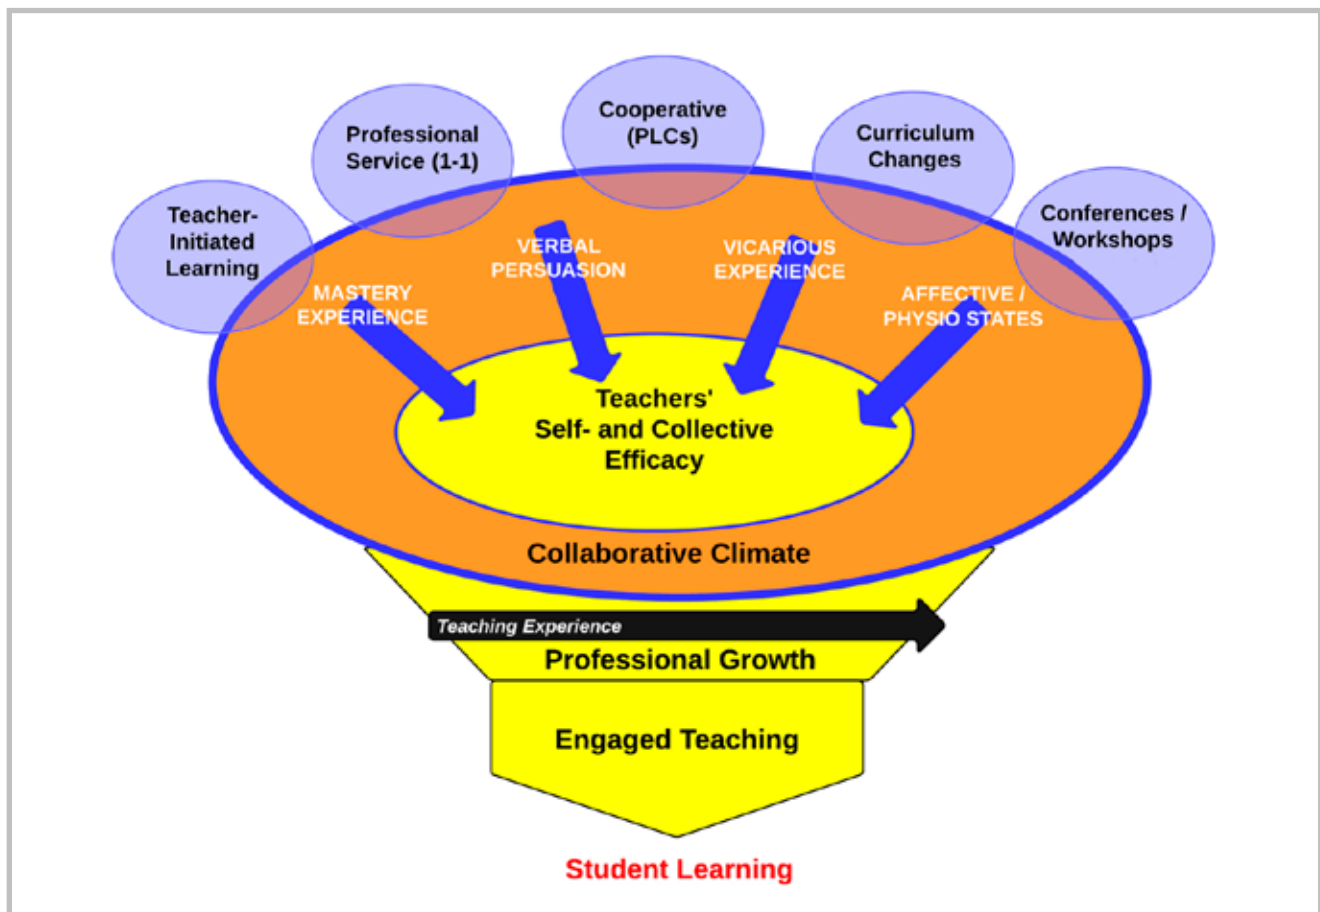 Cooperative
(PLCs)
Professional
Service (1-1)
Curriculum
Changes
Teacher-
Initiated
Learning
Conferences /
Workshops
VERBAL
PERSUASION
VICARIOUS
EXPERIENCE
MASTERY
EXPERIENCE
AFFECTIVE /
PHYSIO STATES
Teachers'
Self- and Collective
Efficacy
Collaborative Climate
Teaching Experience
Professional Growth
Engaged Teaching
Student Learning